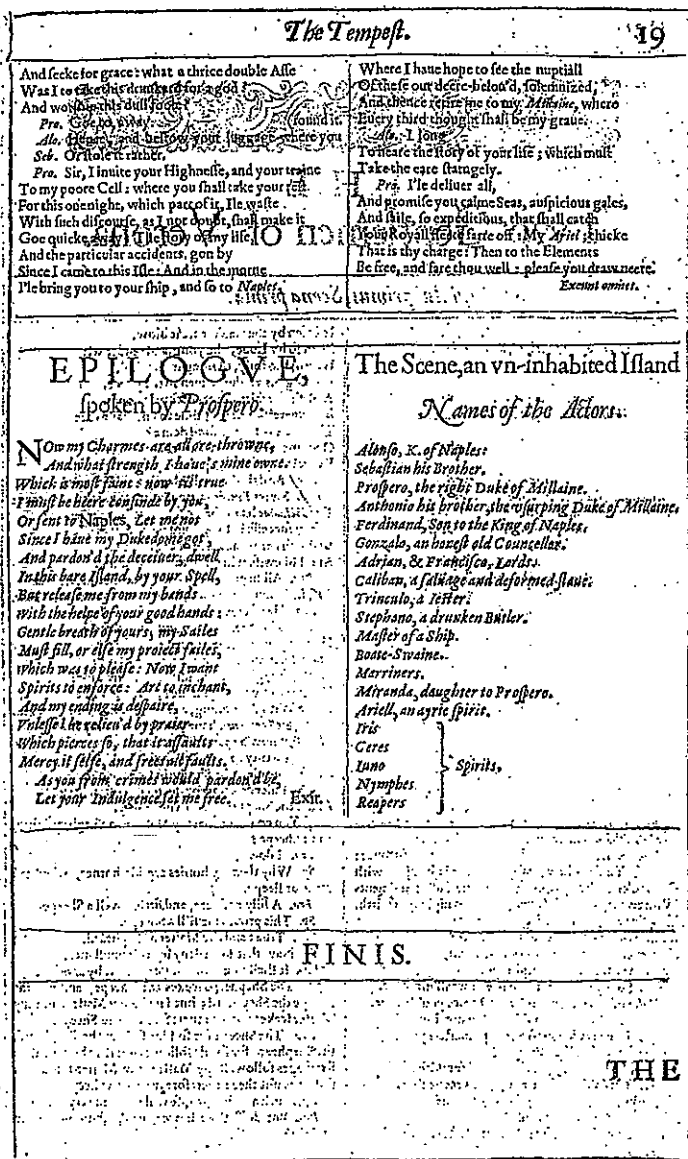 The Tempeſt.
19
And ſeeke for grace: what a thrice double Aſſe
Was I to take this drunkard for a god?
And worſhip this dull foole?
Pro. Goe to, away.
found it.
Alo. Hence, and beſtow your luggage where you
Seb. Or ſtole it rather.
Pro. Sir, I inuite your Highneſſe, and your traine
To my poore Cell: where you ſhall take your reſt
For this one night, which part of it, Ile waſte
With ſuch diſcourſe, as I not doubt, ſhall make it
Goe quicke away: The ſtory of my life,
And the particular accidents, gon by
Since I came to this Iſle: And in the morne
I'le bring you to your ſhip, and ſo to Naples,
Where I haue hope to ſee the nuptiall
Of theſe our deere-belou'd, ſolemnized,
And thence retire me to my Millaine, where
Euery third thought ſhall be my graue.
Alo. I long
To heare the ſtory of your life; which muſt
Take the eare ſtarngely.
Pro. I'le deliuer all,
And promiſe you calme Seas, auſpicious gales,
And ſaile, ſo expeditious, that ſhall catch
Your Royall fleete farre off: My Ariel; chicke
That is thy charge: Then to the Elements
Be free, and fare thou well: pleaſe you draw neere.
Exeunt omnes.
EPILOGVE,
ſpoken by Proſpero.
NOw my Charmes are all ore-throwne,
And what ſtrength I haue's mine owne.
Which is moſt faint: now 'tis true
I muſt be heere confinde by you,
Or ſent to Naples, Let me not
Since I haue my Dukedome got,
And pardon'd the deceiuer, dwell
In this bare Iſland, by your Spell,
But releaſe me from my bands
With the helpe of your good hands:
Gentle breath of yours, my Sailes
Muſt fill, or elſe my proiect failes,
Which was to pleaſe: Now I want
Spirits to enforce: Art to inchant,
And my ending is deſpaire,
Vnleſſe I be relieu'd by praier
Which pierces ſo, that it aſſaults
Mercy it ſelfe, and frees all faults.
As you from crimes would pardon'd be,
Let your Indulgence ſet me free. Exit.
The Scene, an vn-inhabited Iſland
Names of the Actors.
Alonſo, K. of Naples:
Sebaſtian his Brother.
Proſpero, the right Duke of Millaine.
Anthonio his brother, the vſurping Duke of Millaine.
Ferdinand, Son to the King of Naples.
Gonzalo, an honeſt old Councellor.
Adrian, & Franciſco, Lords.
Caliban, a ſaluage and deformed ſlaue.
Trinculo, a Ieſter.
Stephano, a drunken Butler.
Maſter of a Ship.
Boate-Swaine.
Marriners.
Miranda, daughter to Proſpero.
Ariell, an ayrie ſpirit.
Iris
Ceres
Iuno
Nymphes
Reapers
Spirits.
FINIS.
THE